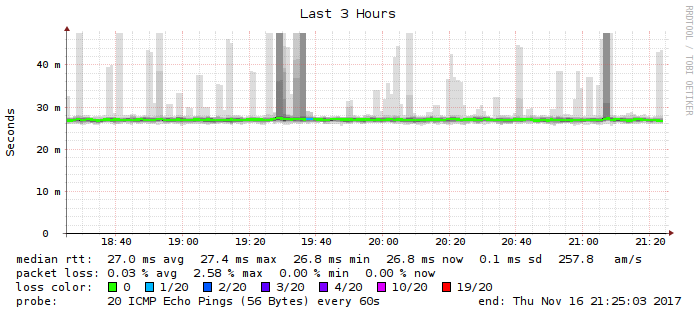 Last 3 Hours
RRDTOOL / TOBI OETIKER
Seconds
40 m
30 m
20 m
10 m
0
18:40 19:00 19:20 19:40 20:00 20:20 20:40 21:00 21:20
median rtt: 27.0 ms avg 27.4 ms max 26.8 ms min 26.8 ms now 0.1 ms sd 257.8 am/s
packet loss: 0.03 % avg 2.58 % max 0.00 % min 0.00 % now
loss color: 0 1/20 2/20 3/20 4/20 10/20 19/20
probe: 20 ICMP Echo Pings (56 Bytes) every 60s end: Thu Nov 16 21:25:03 2017